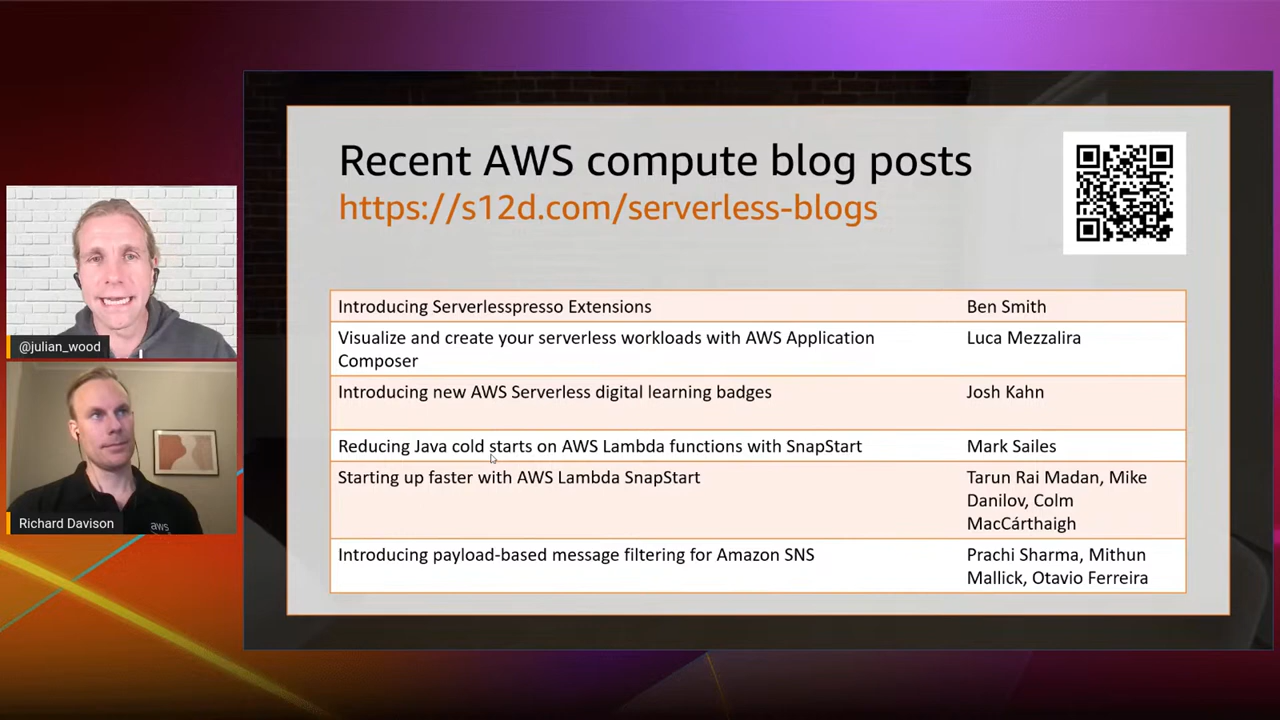 Recent AWS compute blog posts
https://s12d.com/serverless-blogs
Introducing Serverlesspresso Extensions
Ben Smith
Visualize and create your serverless workloads with AWS Application
Composer
Luca Mezzalira
Introducing new AWS Serverless digital learning badges
Josh Kahn
Reducing Java cold starts on AWS Lambda functions with SnapStart
Mark Sailes
Starting up faster with AWS Lambda SnapStart
Tarun Rai Madan, Mike
Danilov, Colm
MacCárthaigh
Introducing payload-based message filtering for Amazon SNS
Prachi Sharma, Mithun
Mallick, Otavio Ferreira
@julian_wood
Richard Davison
aws